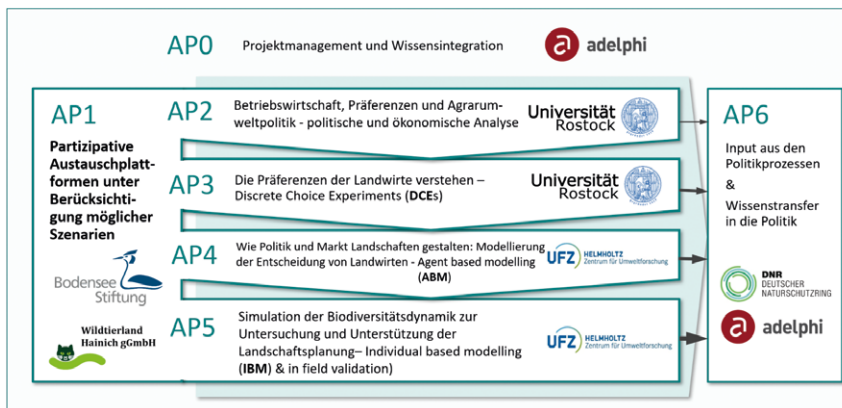 AP0
Projektmanagement und Wissensintegration
adelphi
AP1
Partizipative
Austauschplatt-
formen unter
Berücksichti-
gung möglicher
Szenarien
Bodensee
Stiftung
Wildtierland
Hainich gGmbH
AP2
Betriebswirtschaft, Präferenzen und Agrarum-
weltpolitik - politische und ökonomische Analyse
Universität
Rostock
AP3
Die Präferenzen der Landwirte verstehen –
Discrete Choice Experiments (DCEs)
Universität
Rostock
AP4
Wie Politik und Markt Landschaften gestalten: Modellierung
der Entscheidung von Landwirten - Agent based modelling
(ABM)
UFZ HELMHOLTZ
Zentrum für Umweltforschung
AP5
Simulation der Biodiversitätsdynamik zur
Untersuchung und Unterstützung der
Landschaftsplanung– Individual based modelling
(IBM) & in field validation)
UFZ HELMHOLTZ
Zentrum für Umweltforschung
AP6
Input aus den
Politikprozessen
&
Wissenstransfer
in die Politik
DNR
DEUTSCHER
NATURSCHUTZRING
adelphi